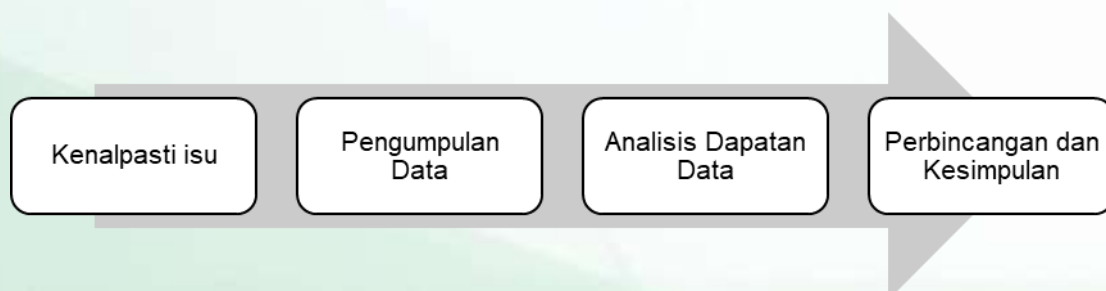 Kenalpasti isu
Pengumpulan
Data
Analisis Dapatan
Data
Perbincangan dan
Kesimpulan